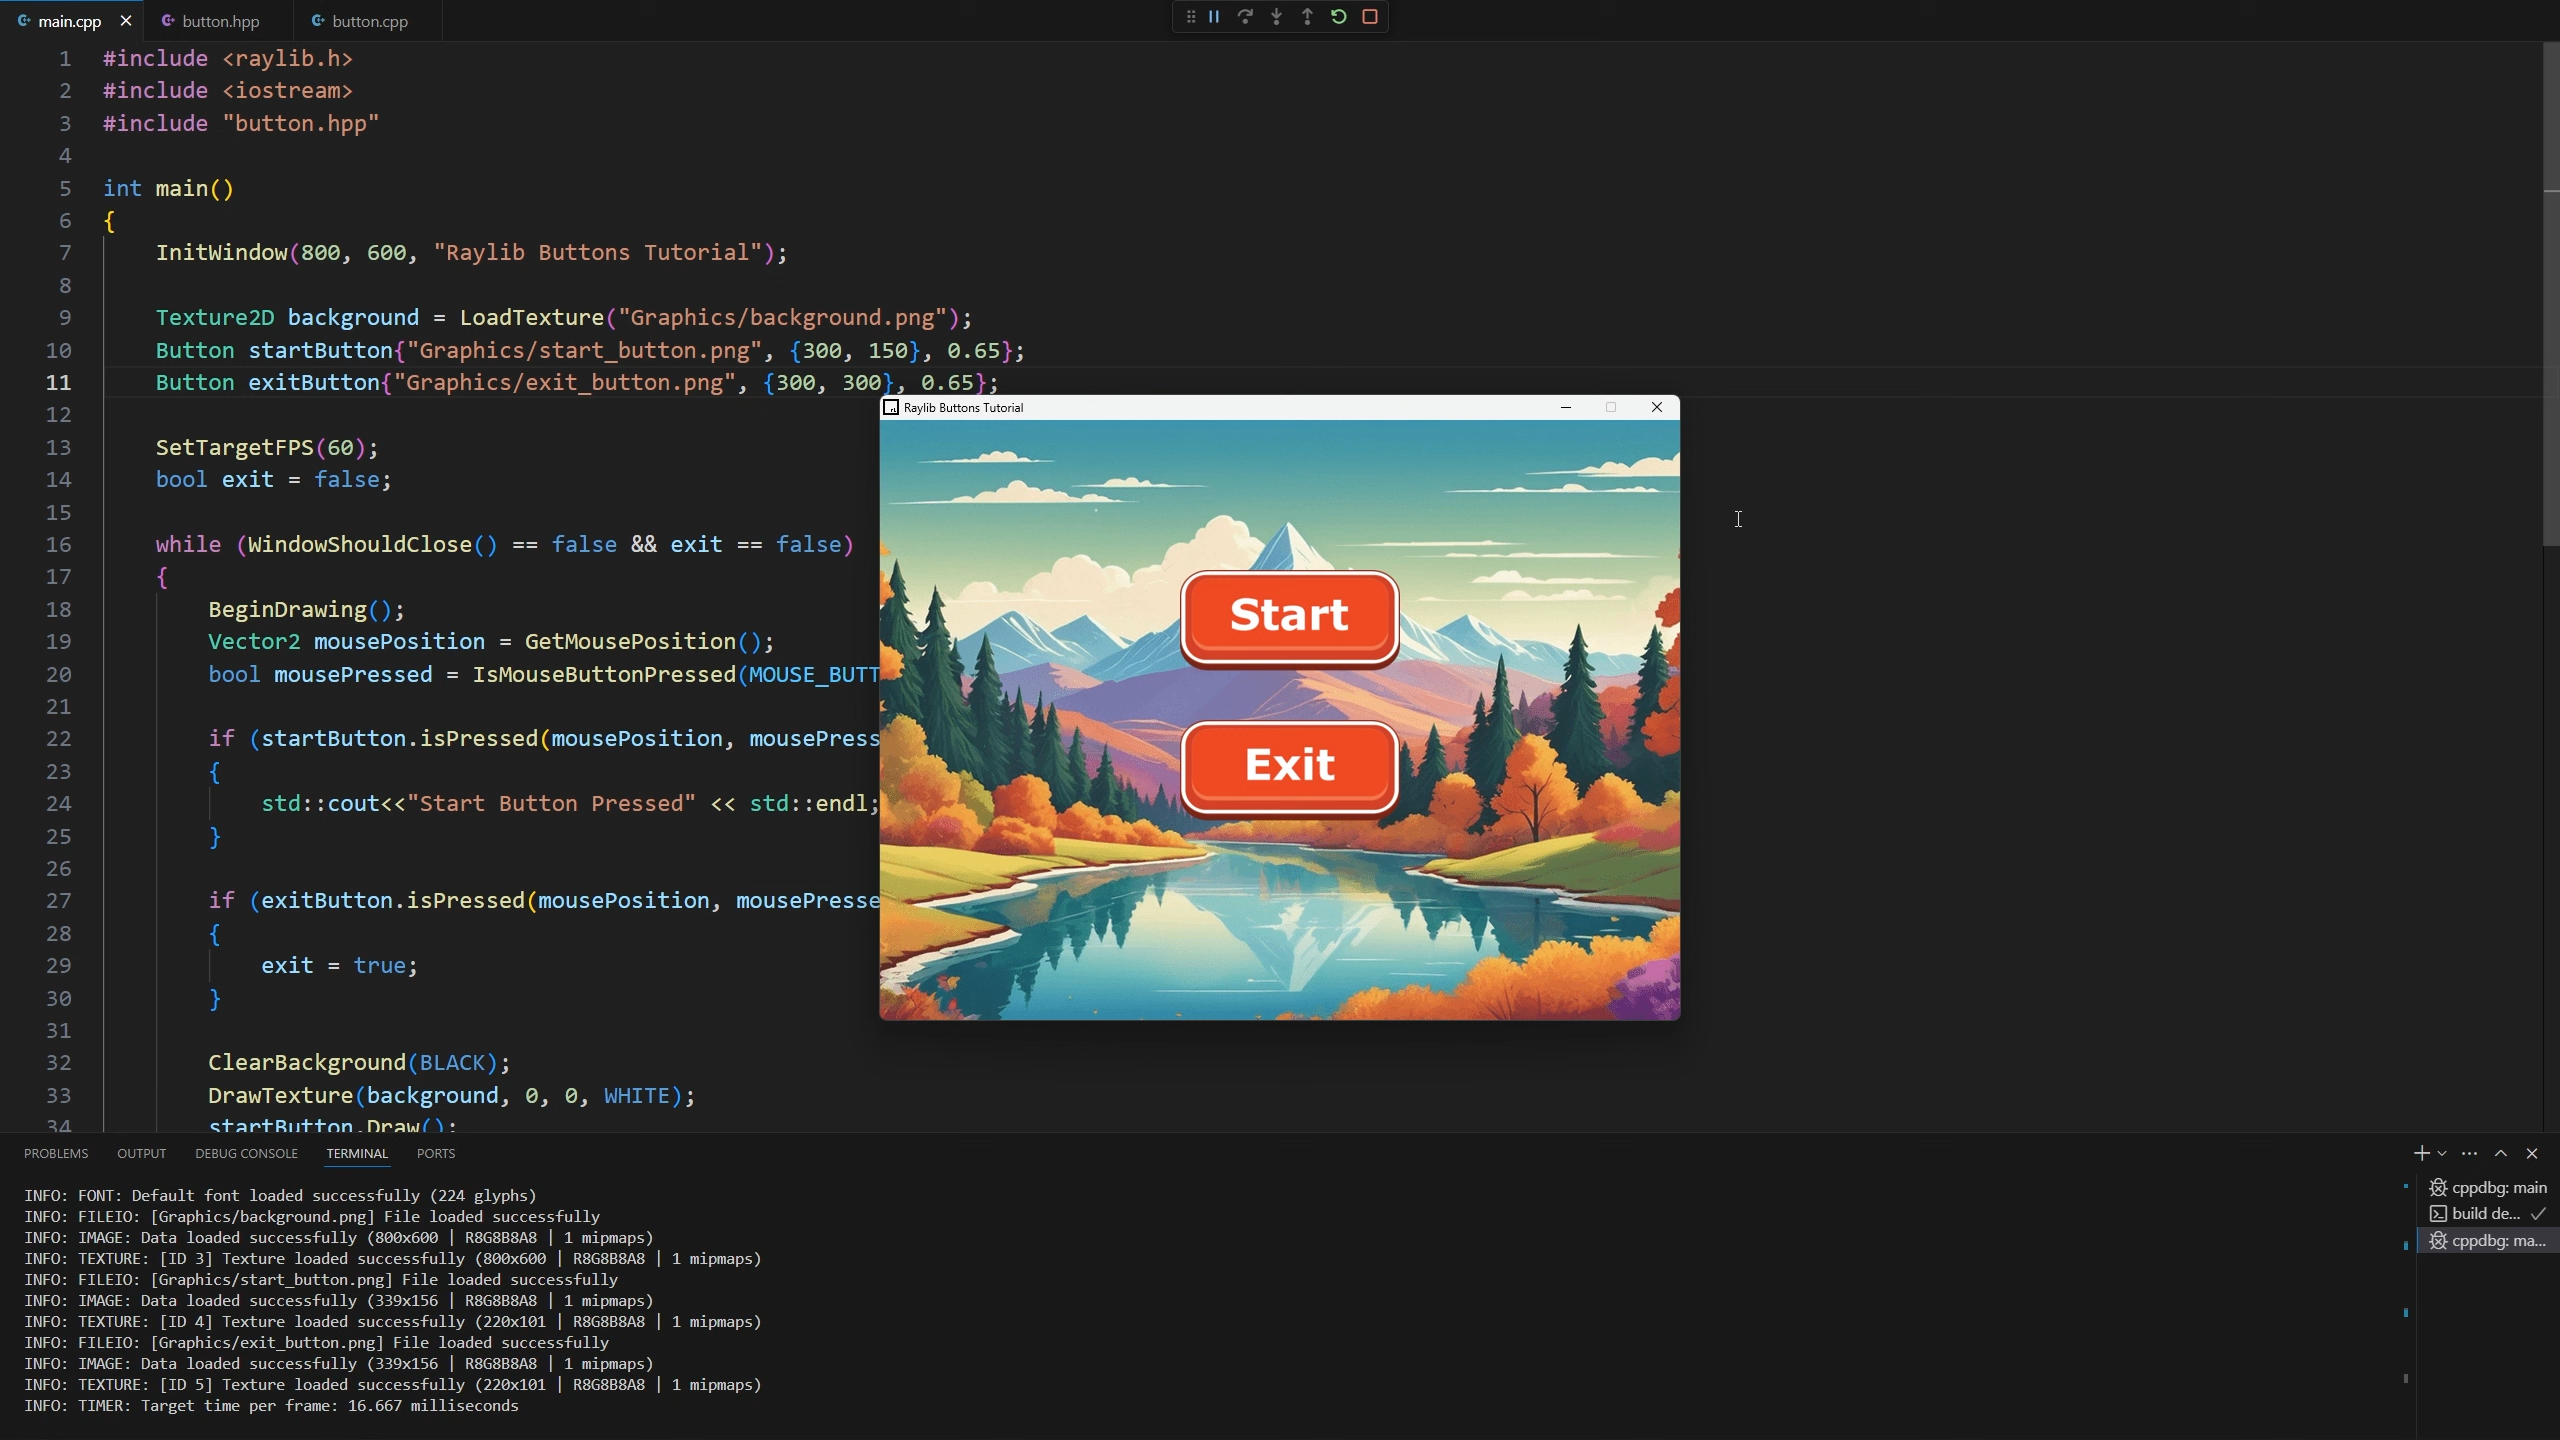 main.cpp
button.hpp
button.cpp
1 #include <raylib.h>
2 #include <iostream>
3 #include "button.hpp"
4
5 int main()
6 {
7 InitWindow(800, 600, "Raylib Buttons Tutorial");
8
9 Texture2D background = LoadTexture("Graphics/background.png");
10 Button startButton{"Graphics/start_button.png", {300, 150}, 0.65};
11 Button exitButton{"Graphics/exit_button.png", {300, 300}, 0.65};
12
13 SetTargetFPS(60);
14 bool exit = false;
15
16 while (WindowShouldClose() == false && exit == false)
17 {
18 BeginDrawing();
19 Vector2 mousePosition = GetMousePosition();
20 bool mousePressed = IsMouseButtonPressed(MOUSE_BUTT
21
22 if (startButton.isPressed(mousePosition, mousePress
23 {
24 std::cout<<"Start Button Pressed" << std::endl;
25 }
26
27 if (exitButton.isPressed(mousePosition, mousePresse
28 {
29 exit = true;
30 }
31
32 ClearBackground(BLACK);
33 DrawTexture(background, 0, 0, WHITE);
34 startButton.Draw();
Raylib Buttons Tutorial
Start
Exit
PROBLEMS OUTPUT DEBUG CONSOLE TERMINAL PORTS
INFO: FONT: Default font loaded successfully (224 glyphs)
INFO: FILEIO: [Graphics/background.png] File loaded successfully
INFO: IMAGE: Data loaded successfully (800x600 | R8G8B8A8 | 1 mipmaps)
INFO: TEXTURE: [ID 3] Texture loaded successfully (800x600 | R8G8B8A8 | 1 mipmaps)
INFO: FILEIO: [Graphics/start_button.png] File loaded successfully
INFO: IMAGE: Data loaded successfully (339x156 | R8G8B8A8 | 1 mipmaps)
INFO: TEXTURE: [ID 4] Texture loaded successfully (220x101 | R8G8B8A8 | 1 mipmaps)
INFO: FILEIO: [Graphics/exit_button.png] File loaded successfully
INFO: IMAGE: Data loaded successfully (339x156 | R8G8B8A8 | 1 mipmaps)
INFO: TEXTURE: [ID 5] Texture loaded successfully (220x101 | R8G8B8A8 | 1 mipmaps)
INFO: TIMER: Target time per frame: 16.667 milliseconds
cppdbg: main
build de...
cppdbg: ma...